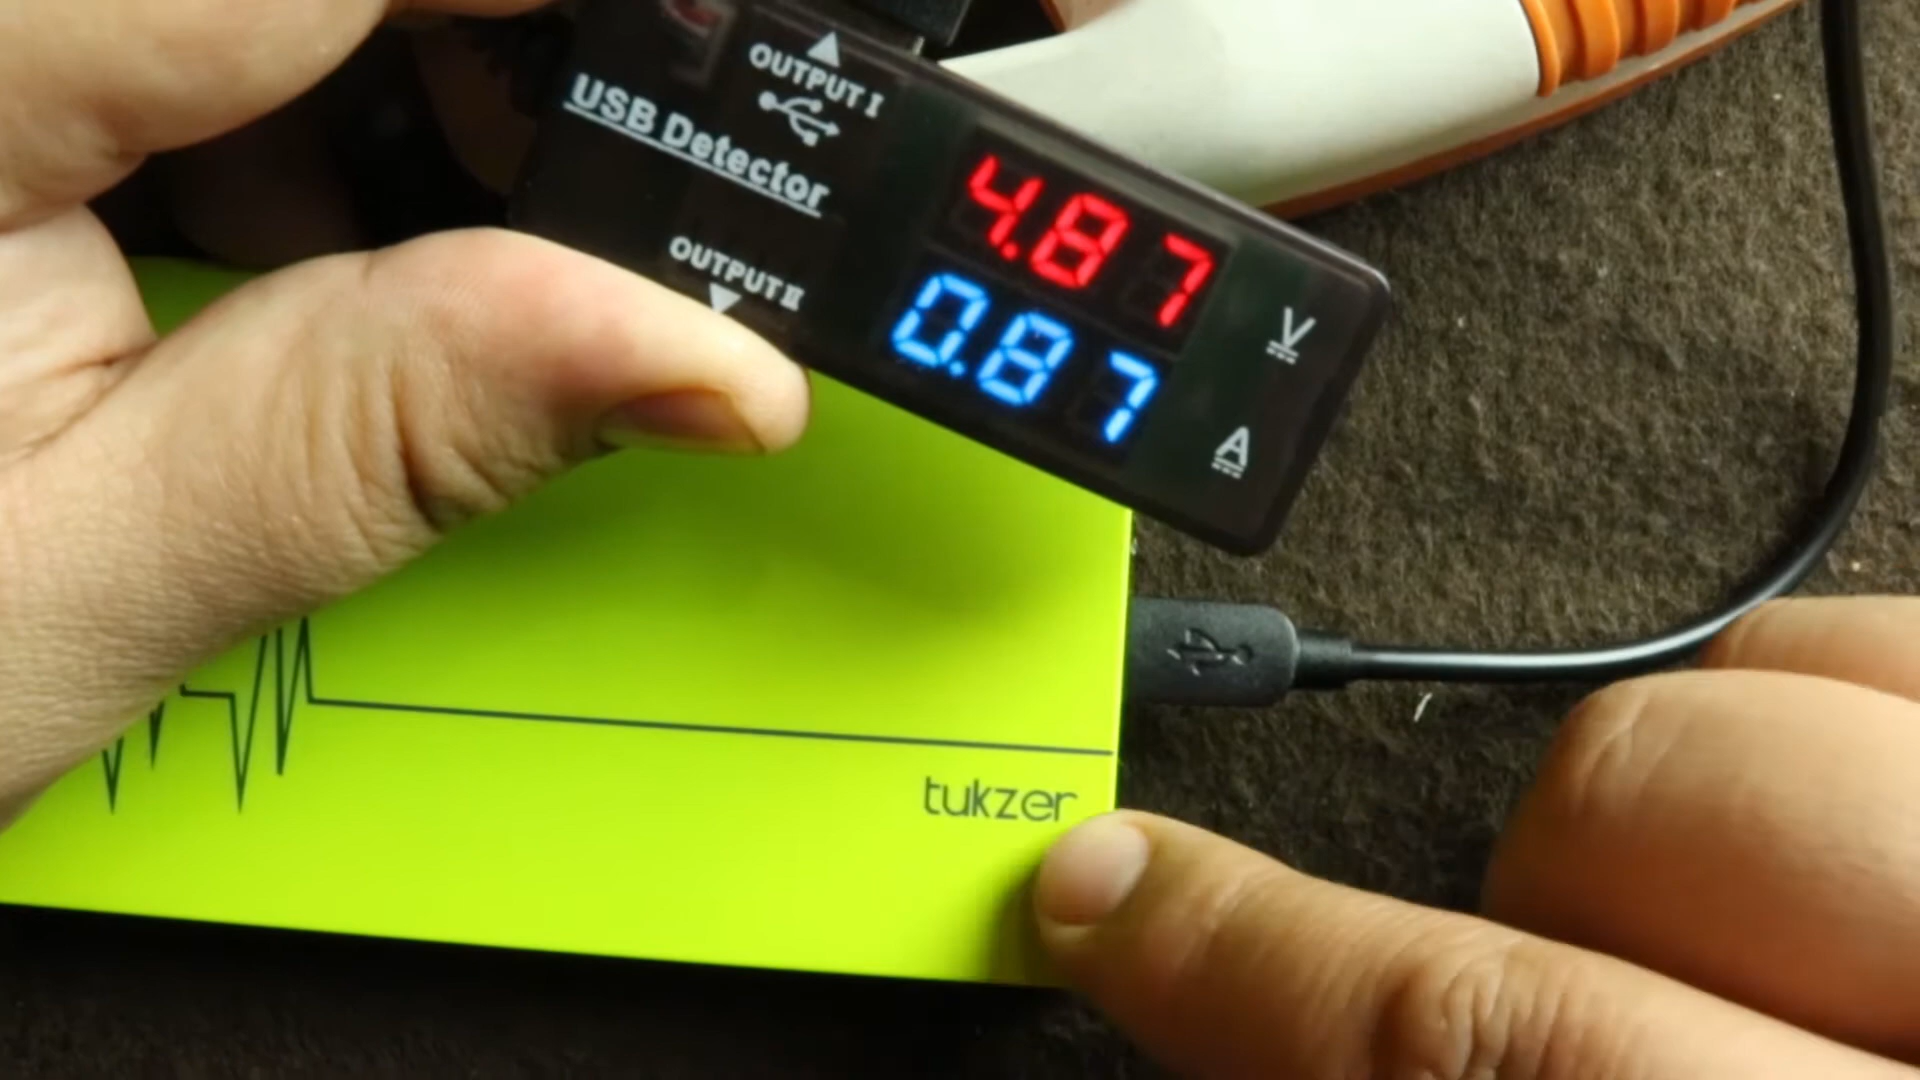 OUTPUT I
USB Detector
OUTPUT II
4.87
V
0.87
A
tukzer